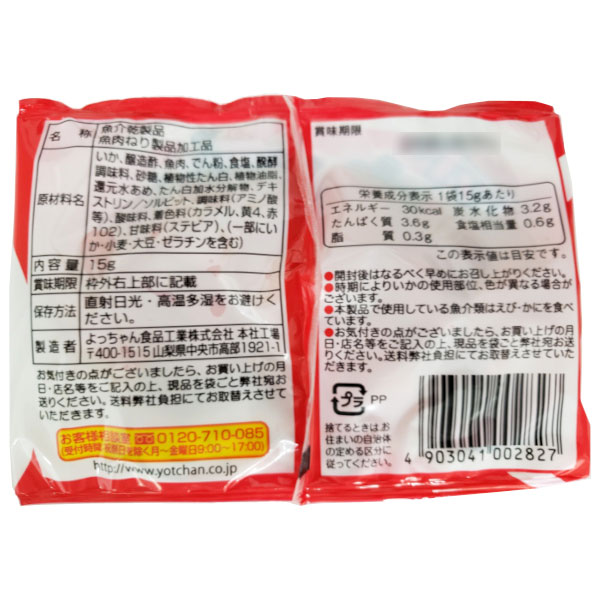 名称 魚介乾製品
魚肉ねり製品加工品
原材料名 いか、醸造酢、魚肉、でん粉、食塩、醗酵
調味料、砂糖、植物性たん白、植物油脂、
還元水あめ、たん白加水分解物、デキ
ストリン／ソルビット、調味料(アミノ酸
等)、酸味料、着色料(カラメル、黄4、赤
102)、甘味料(ステビア)、(一部にい
か・小麦・大豆・ゼラチンを含む)
内容量 15g
賞味期限 枠外右上部に記載
保存方法 直射日光・高温多湿をお避けく
ださい。
製造者 よっちゃん食品工業株式会社 本社工場
〒400-1515 山梨県中央市高部1921-1
お気付きの点がございましたら、お買い上げの月
日・店名等をご記入の上、現品を袋ごと弊社宛お
送りください。送料弊社負担にてお取替えさせてい
ただきます。
お客様相談室 0120-710-085
(受付時間 祝祭日を除く月～金曜日9:00～17:00)
http://www.yotchan.co.jp
賞味期限
栄養成分表示 1袋15gあたり
エネルギー 30kcal 炭水化物 3.2g
たんぱく質 3.6g 食塩相当量 0.6g
脂質 0.3g
この表示値は目安です。
●開封後はなるべく早めにお召し上がりください。
●時期によりいかの使用部位、色が異なる場合が
ございます。
●本製品で使用している魚介類はえび・かにを食べ
ています。
●お気付きの点がございましたら、お買い上げの月
日・店名等をご記入の上、現品を袋ごと弊社宛お
送りください。送料弊社負担にてお取替えさせていた
だきます。
プラ PP
捨てるときはお
住まいの自治体
の定める区分に
従ってください。
4 903041 002827